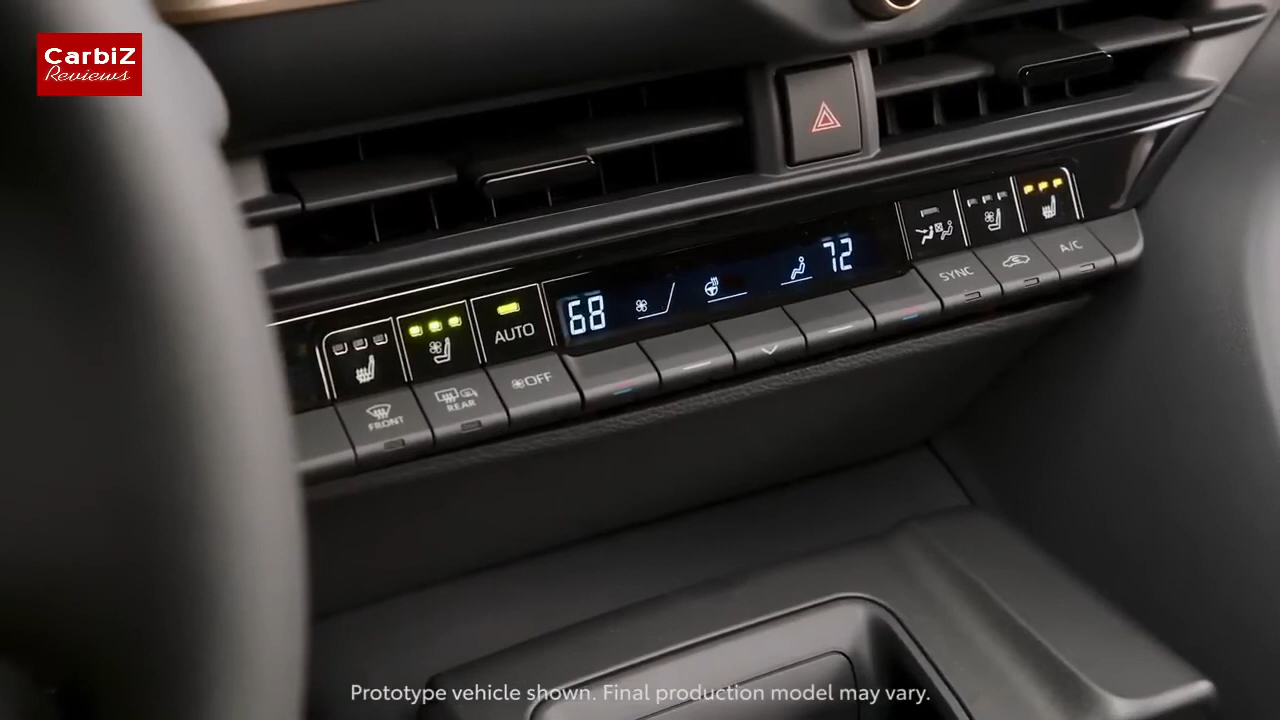 CarbiZ
Reviews
AUTO
68
72
FRONT
REAR
OFF
SYNC
A/C
Prototype vehicle shown. Final production model may vary.